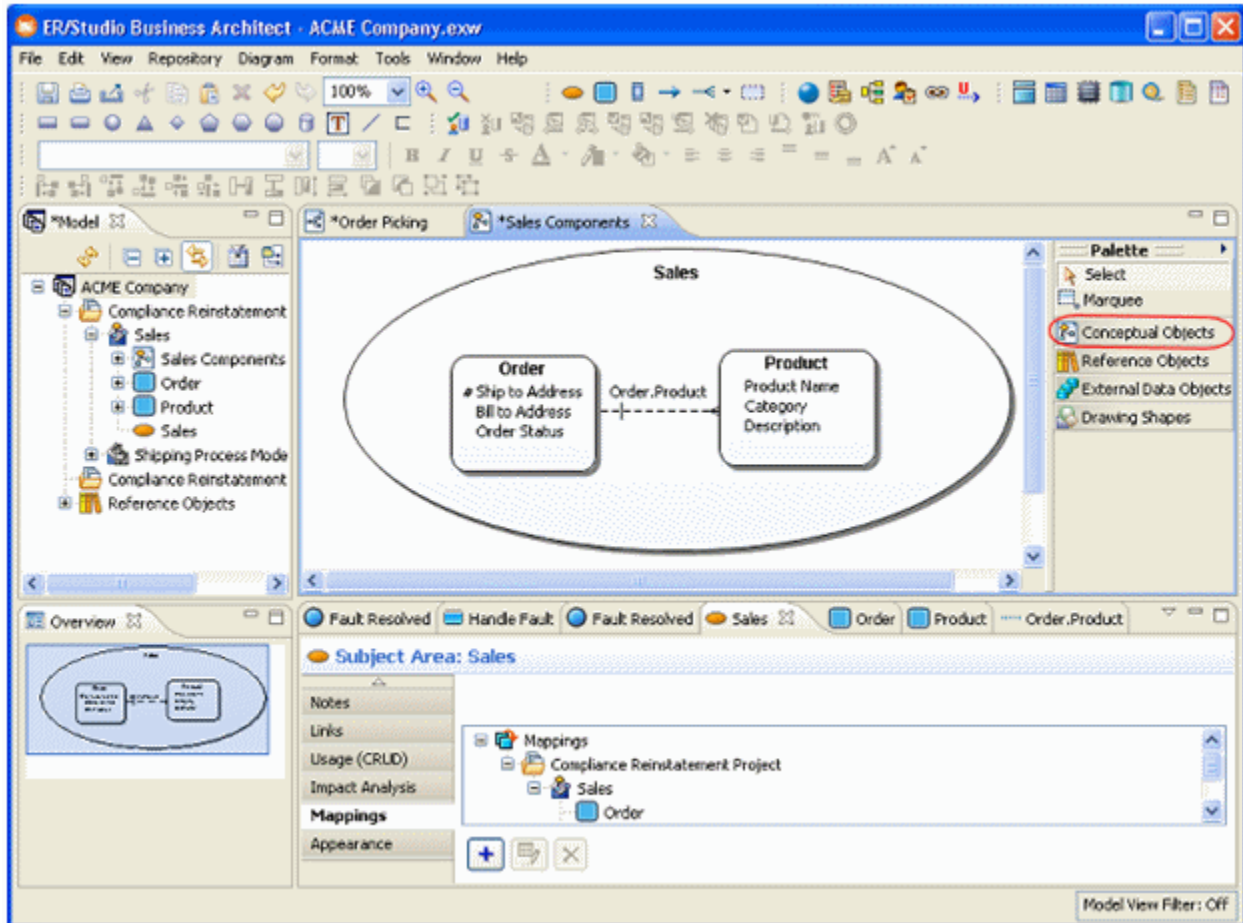 ER/Studio Business Architect - ACME Company.exw
File Edit View Repository Diagram Format Tools Window Help
100%
*Model
*Order Picking
*Sales Components
ACME Company
Compliance Reinstatement
Sales
Sales Components
Order
Product
Sales
Shipping Process Mode
Compliance Reinstatement
Reference Objects
Sales
Order
# Ship to Address
Bill to Address
Order Status
Order.Product
Product
Product Name
Category
Description
Palette
Select
Marquee
Conceptual Objects
Reference Objects
External Data Objects
Drawing Shapes
Overview
Fault Resolved Handle Fault Fault Resolved Sales Order Product Order.Product
Subject Area: Sales
Notes
Links
Usage (CRUD)
Impact Analysis
Mappings
Appearance
Mappings
Compliance Reinstatement Project
Sales
Order
Model View Filter: Off